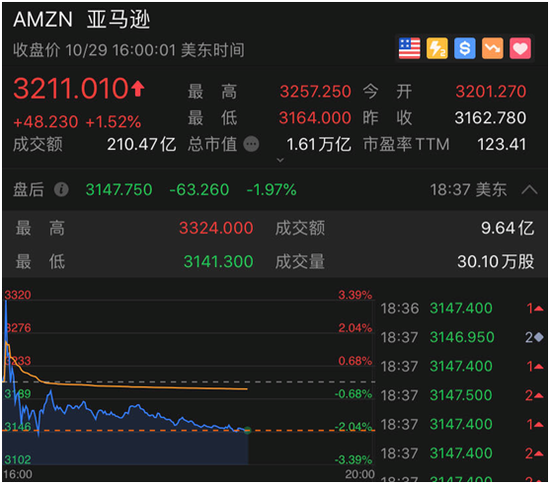 AMZN 亚马逊
收盘价 10/29 16:00:01 美东时间
3211.010 最高 3257.250 今开 3201.270
+48.230 +1.52% 最低 3164.000 昨收 3162.780
成交额 210.47亿 总市值 1.61万亿 市盈率TTM 123.41
盘后 3147.750 -63.260 -1.97% 18:37 美东
最高 3324.000 成交额 9.64亿
最低 3141.300 成交量 30.10万股
3320 3.39% 18:36 3147.400 1
3276 2.04% 18:37 3146.950 2
3233 0.68% 18:37 3147.400 1
3189 -0.68% 18:37 3147.500 2
3146 -2.04% 18:37 3147.400 1
3102 -3.39% 18:37 3147.400 2
16:00 20:00